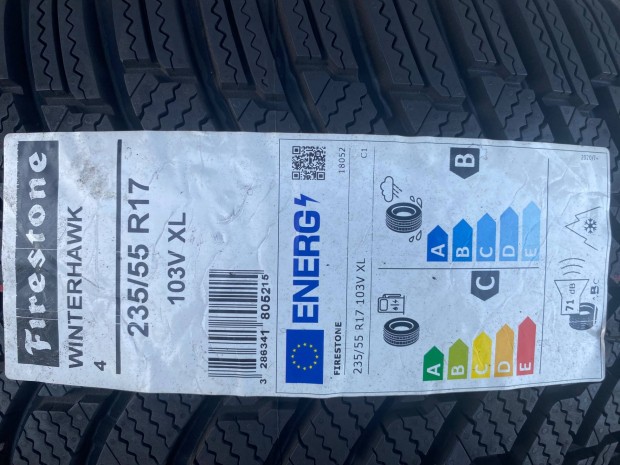 Firestone
WINTERHAWK
4
235/55 R17
103V XL
3 286341 805215
ENERG
FIRESTONE
18052
235/55 R17 103V XL
C1
B
A
B
C
D
E
C
A
B
C
D
E
71 dB